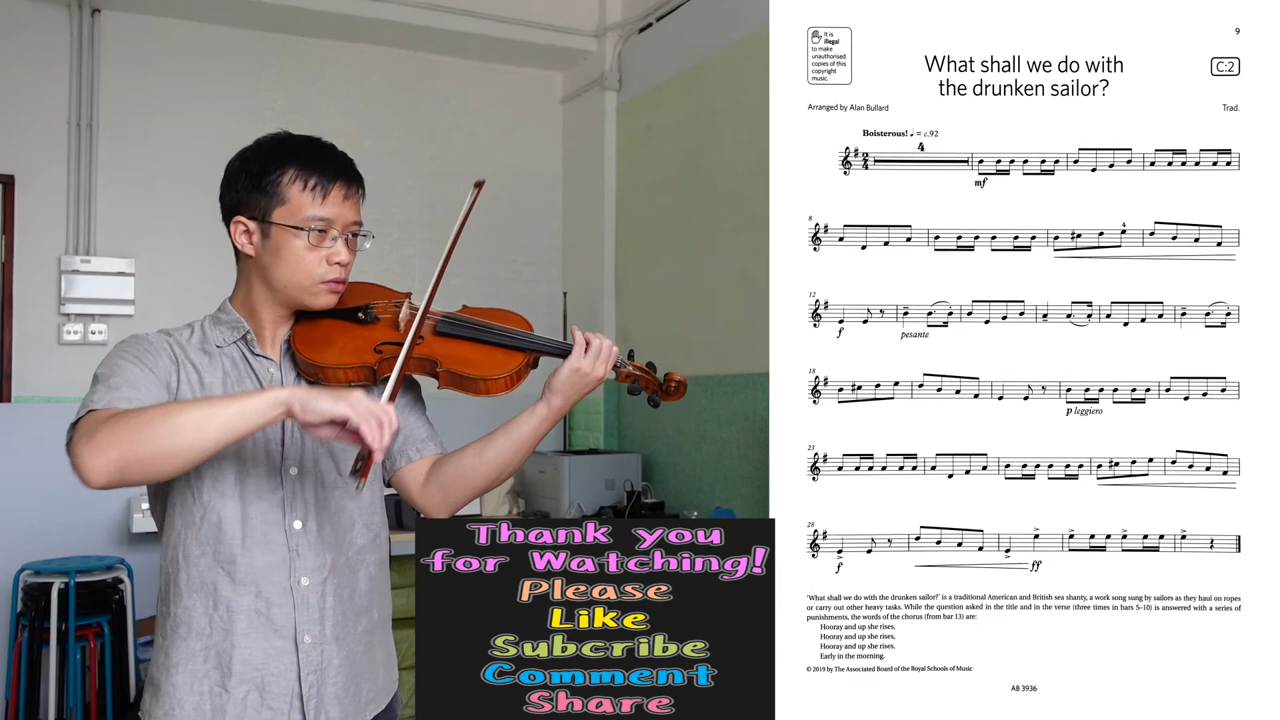 Thank you
for Watching!
Please
Like
Subcribe
Comment
Share
9
It is
illegal
to make
unauthorised
copies of this
copyright
music.
What shall we do with
the drunken sailor?
C:2
Arranged by Alan Bullard
Trad.
Boisterous! ♩ = c.92
4
2
4
mf
8
4
12
f
pesante
18
p leggiero
23
28
f
ff
'What shall we do with the drunken sailor?' is a traditional American and British sea shanty, a work song sung by sailors as they haul on ropes
or carry out other heavy tasks. While the question asked in the title and in the verse (three times in bars 5–10) is answered with a series of
punishments, the words of the chorus (from bar 13) are:
Hooray and up she rises,
Hooray and up she rises,
Hooray and up she rises,
Early in the morning.
© 2019 by The Associated Board of the Royal Schools of Music
AB 3936